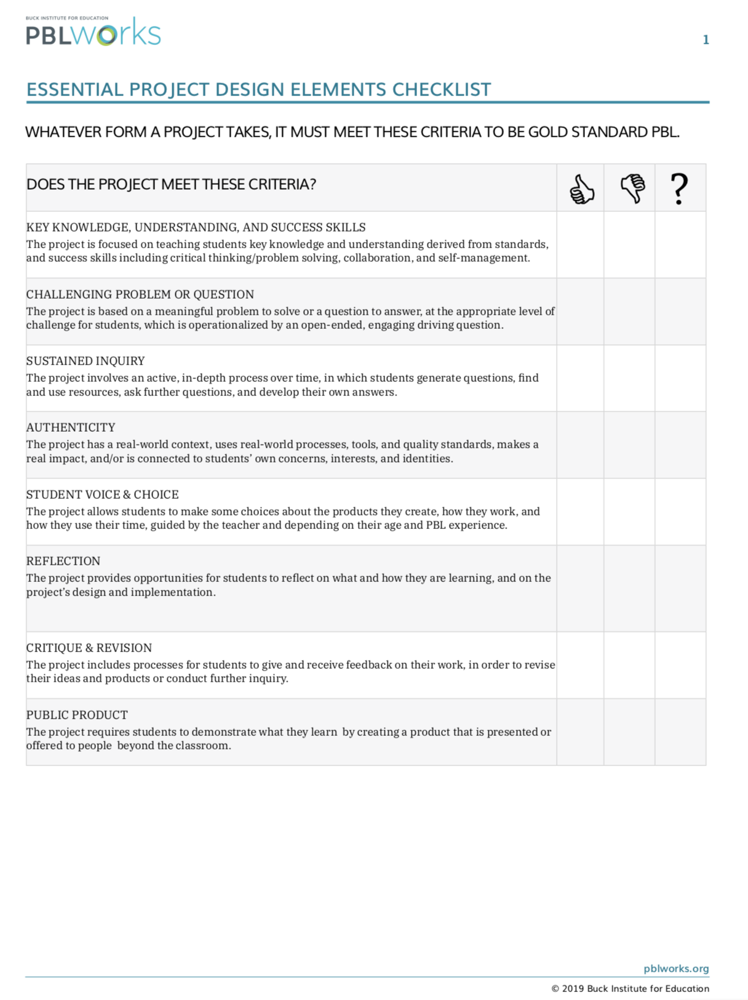 BUCK INSTITUTE FOR EDUCATION
PBLWorks
1
ESSENTIAL PROJECT DESIGN ELEMENTS CHECKLIST
WHATEVER FORM A PROJECT TAKES, IT MUST MEET THESE CRITERIA TO BE GOLD STANDARD PBL.
DOES THE PROJECT MEET THESE CRITERIA? ?
KEY KNOWLEDGE, UNDERSTANDING, AND SUCCESS SKILLS
The project is focused on teaching students key knowledge and understanding derived from standards,
and success skills including critical thinking/problem solving, collaboration, and self-management.
CHALLENGING PROBLEM OR QUESTION
The project is based on a meaningful problem to solve or a question to answer, at the appropriate level of
challenge for students, which is operationalized by an open-ended, engaging driving question.
SUSTAINED INQUIRY
The project involves an active, in-depth process over time, in which students generate questions, find
and use resources, ask further questions, and develop their own answers.
AUTHENTICITY
The project has a real-world context, uses real-world processes, tools, and quality standards, makes a
real impact, and/or is connected to students’ own concerns, interests, and identities.
STUDENT VOICE & CHOICE
The project allows students to make some choices about the products they create, how they work, and
how they use their time, guided by the teacher and depending on their age and PBL experience.
REFLECTION
The project provides opportunities for students to reflect on what and how they are learning, and on the
project’s design and implementation.
CRITIQUE & REVISION
The project includes processes for students to give and receive feedback on their work, in order to revise
their ideas and products or conduct further inquiry.
PUBLIC PRODUCT
The project requires students to demonstrate what they learn by creating a product that is presented or
offered to people beyond the classroom.
pblworks.org
© 2019 Buck Institute for Education